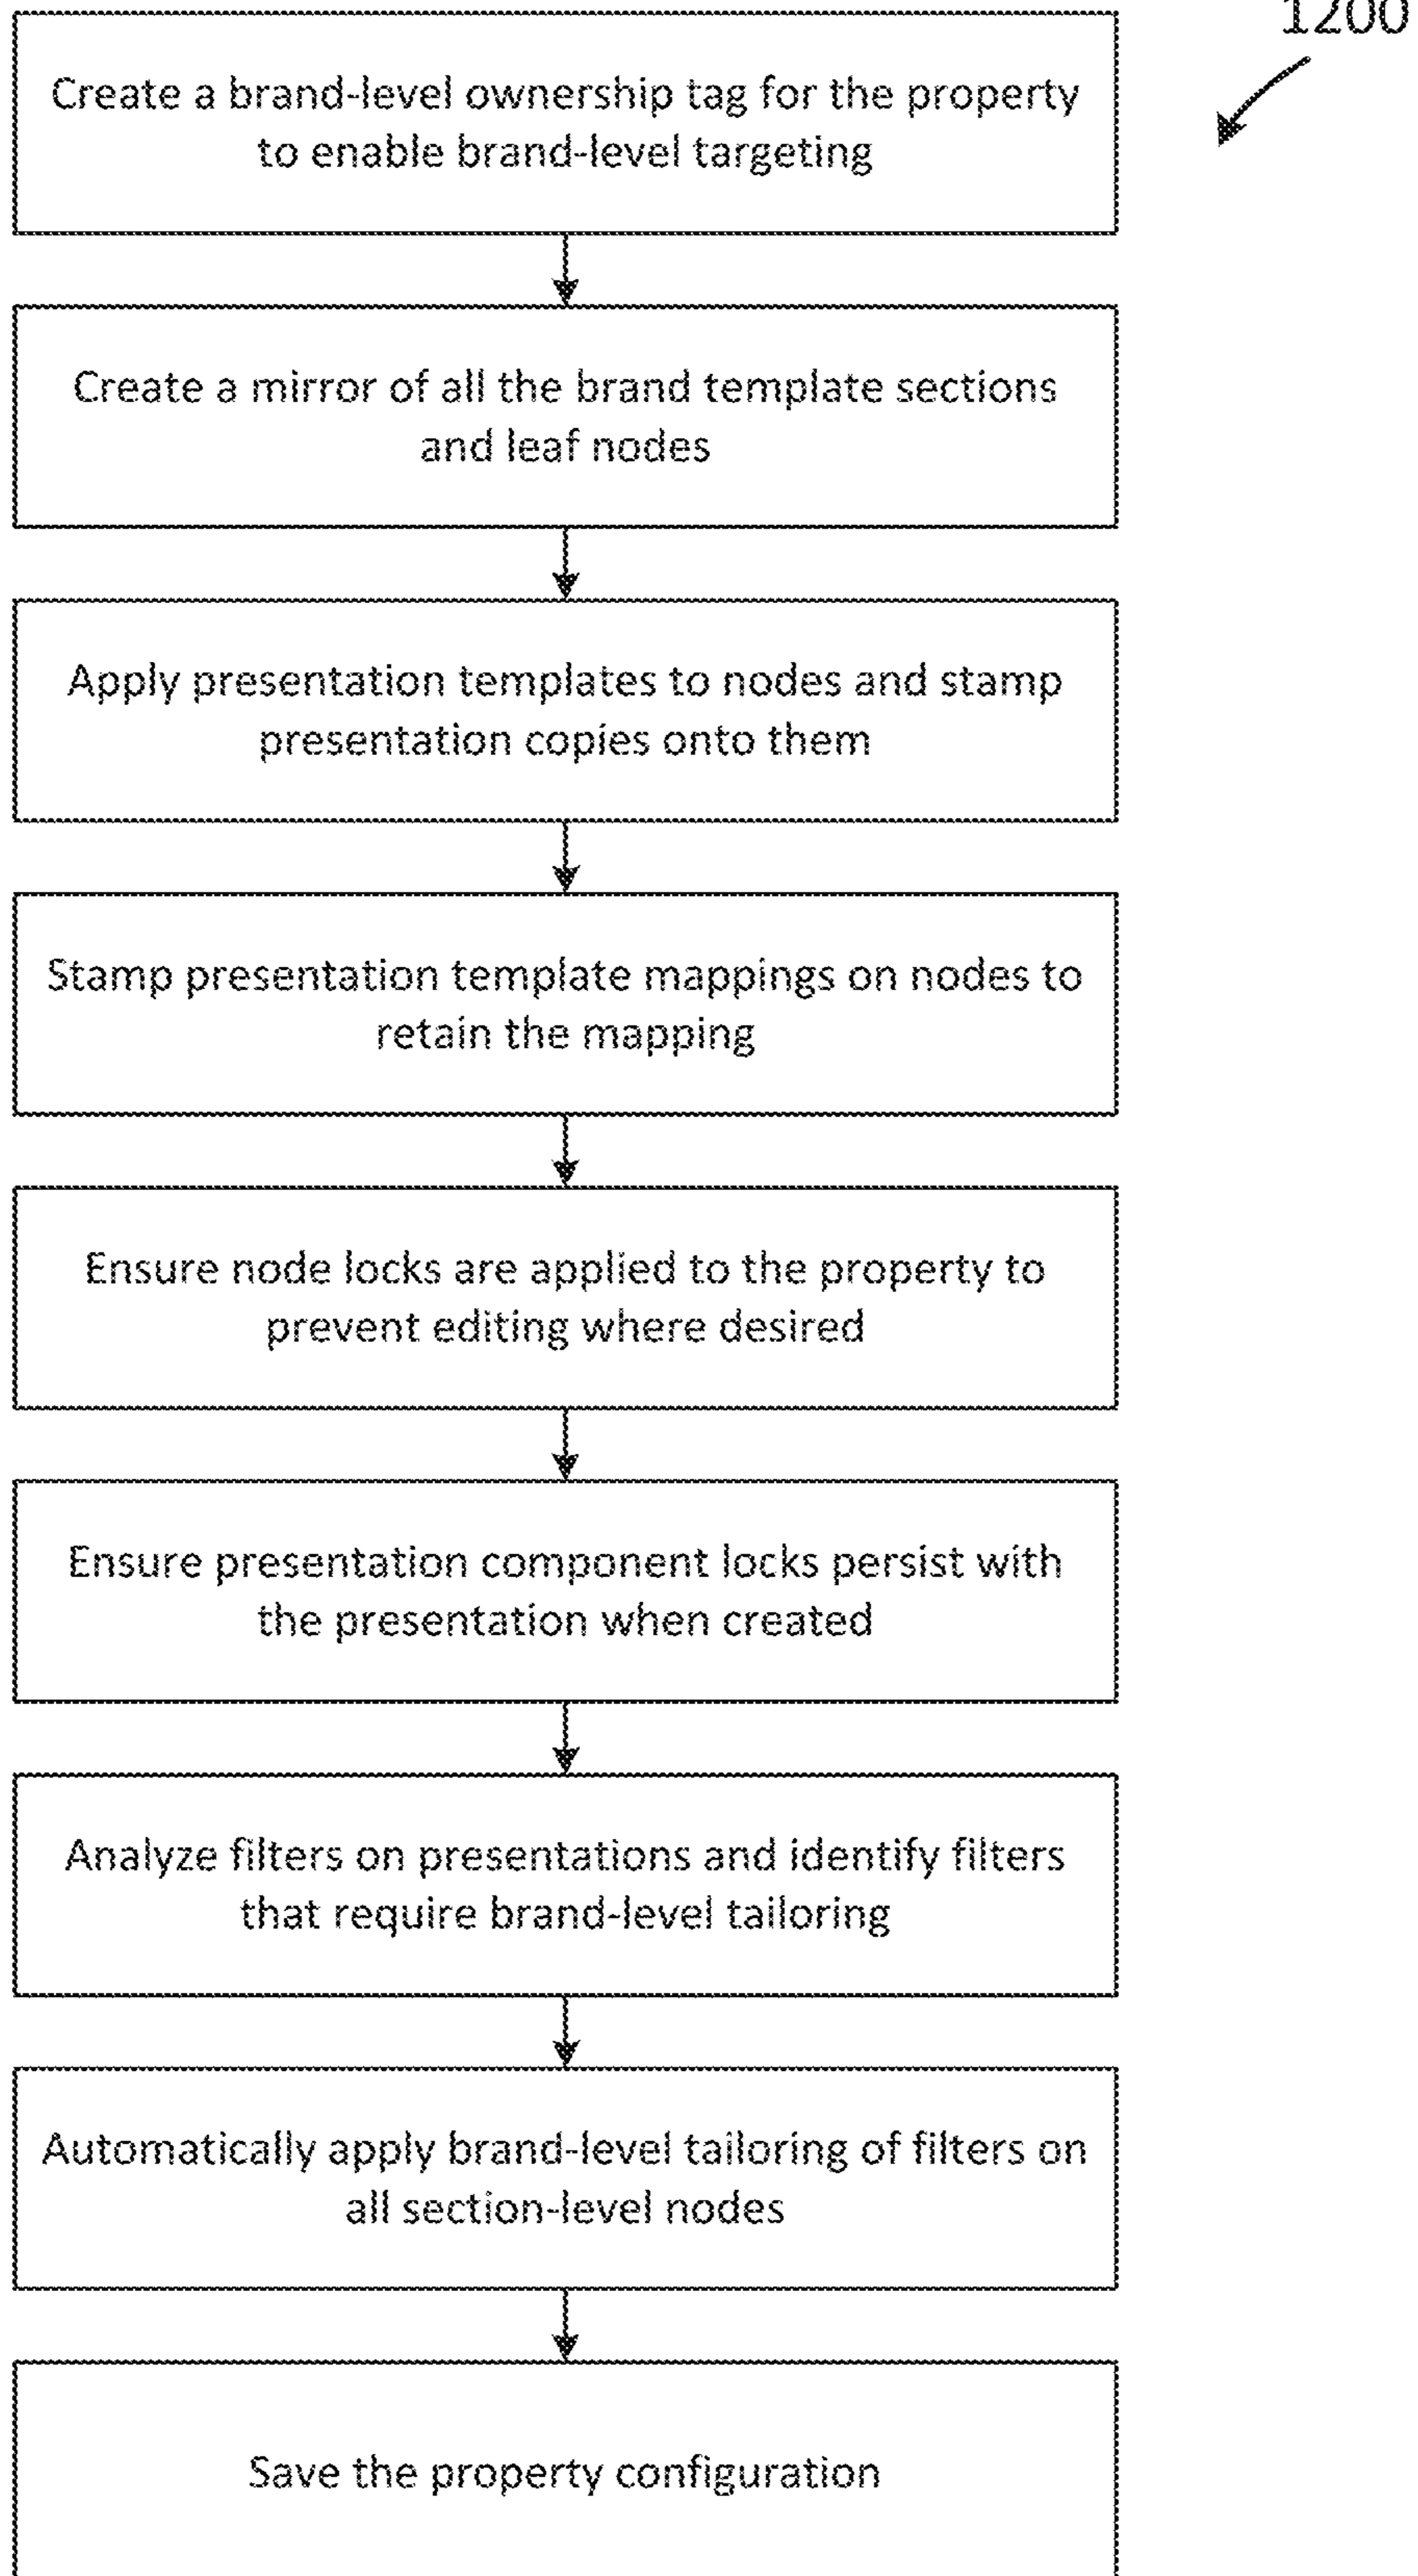 1200
Create a brand-level ownership tag for the property
to enable brand-level targeting
Create a mirror of all the brand template sections
and leaf nodes
Apply presentation templates to nodes and stamp
presentation copies onto them
Stamp presentation template mappings on nodes to
retain the mapping
Ensure node locks are applied to the property to
prevent editing where desired
Ensure presentation component locks persist with
the presentation when created
Analyze filters on presentations and identify filters
that require brand-level tailoring
Automatically apply brand-level tailoring of filters on
all section-level nodes
Save the property configuration